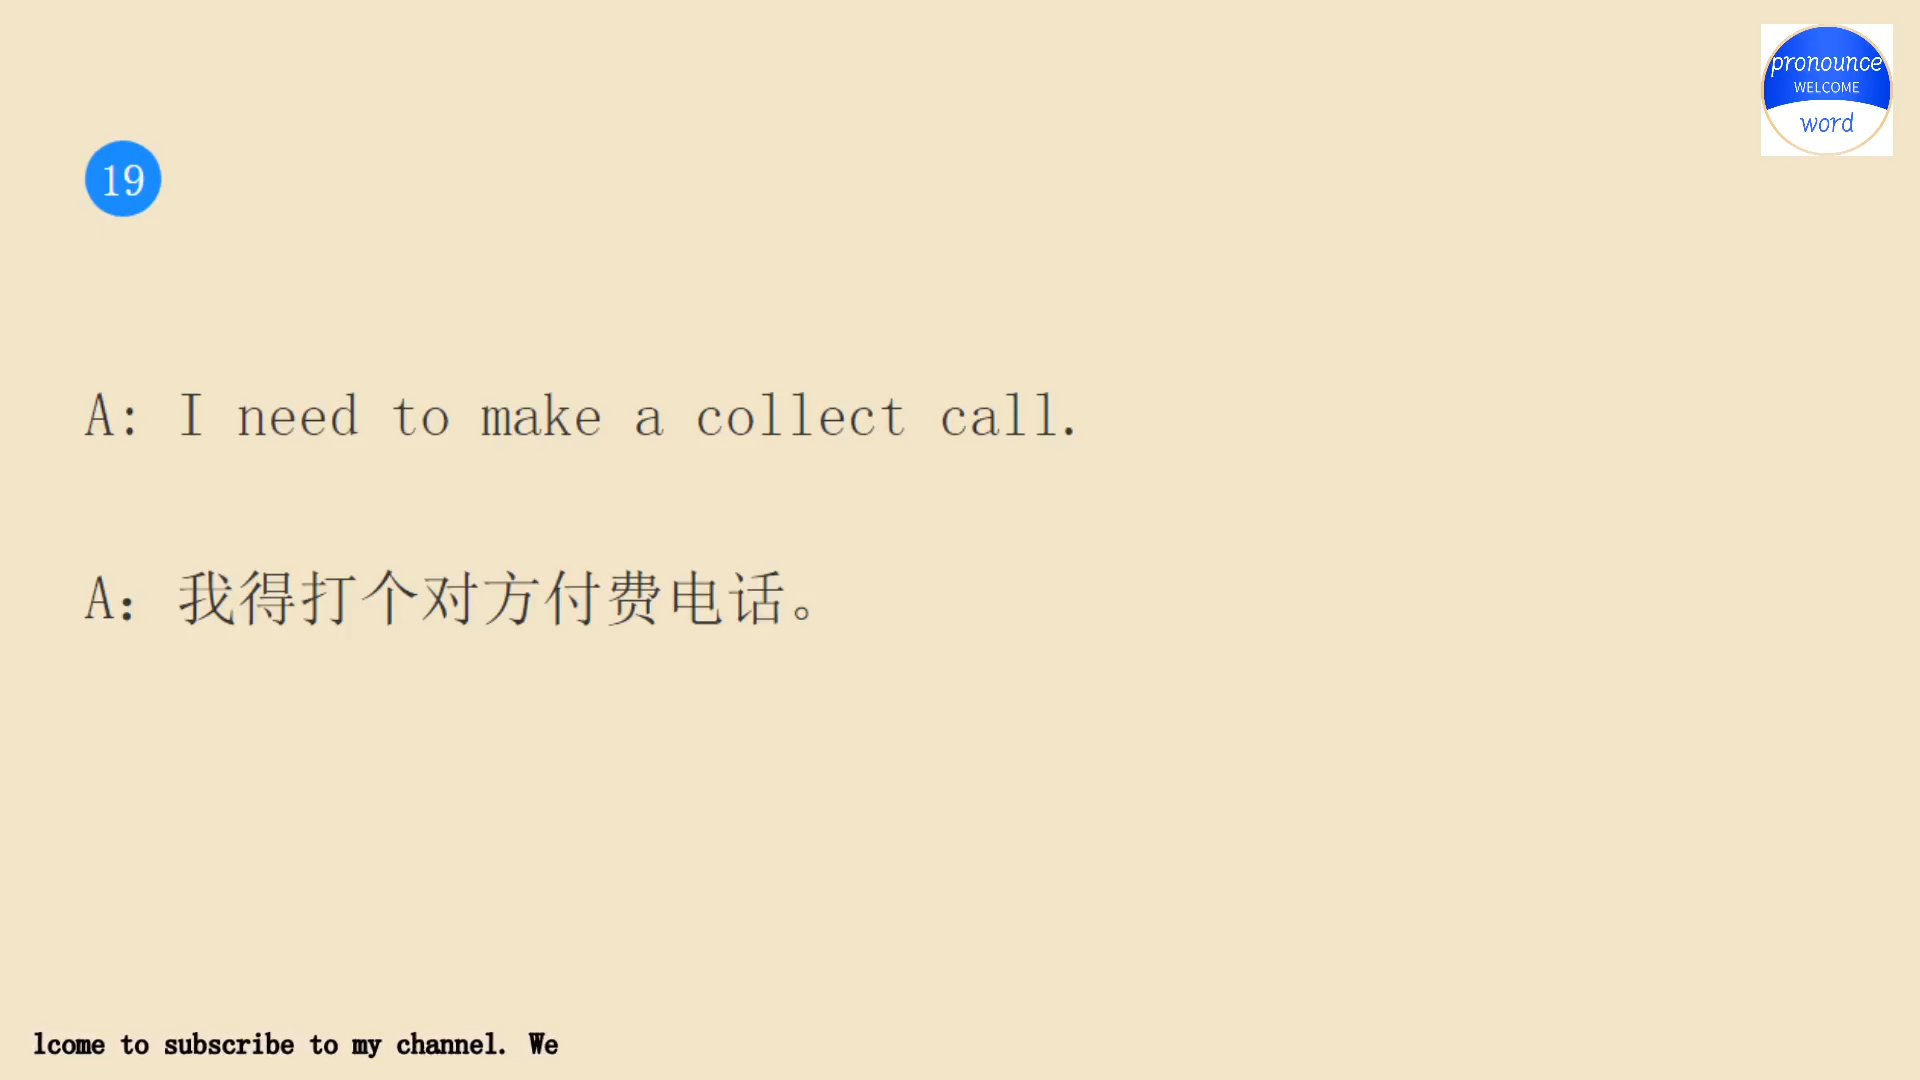 pronounce
WELCOME
word
19
A: I need to make a collect call.
A：我得打个对方付费电话。
lcome to subscribe to my channel. We